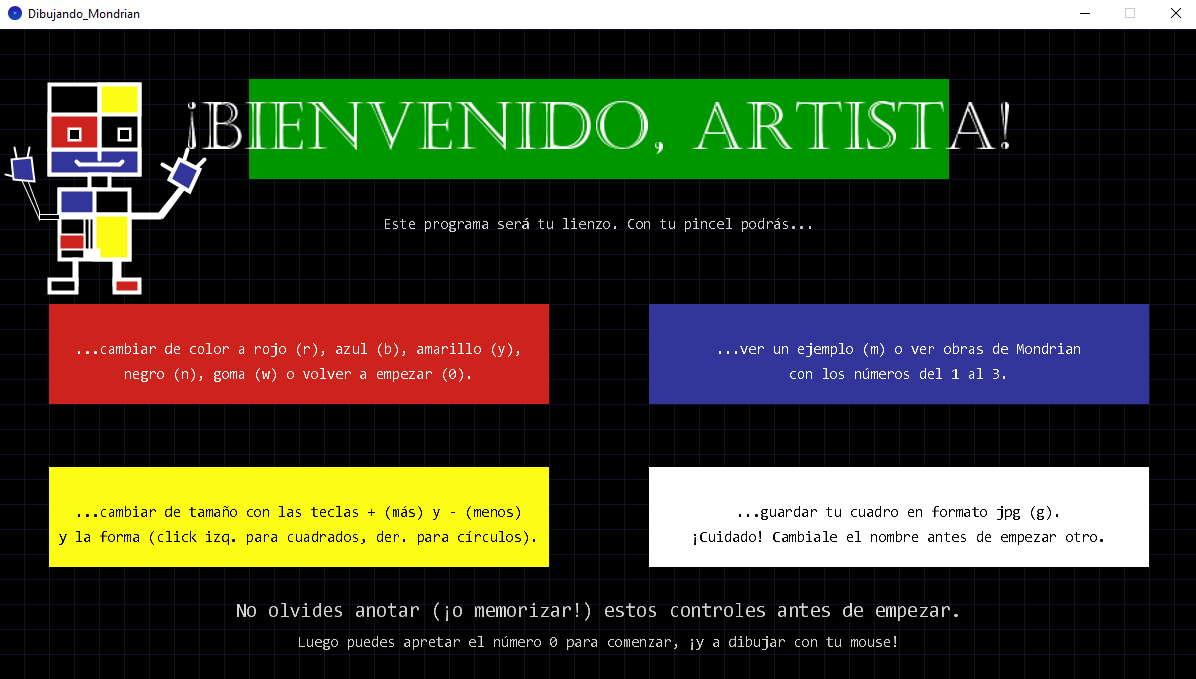 Dibujando_Mondrian
¡BIENVENIDO, ARTISTA!
Este programa será tu lienzo. Con tu pincel podrás...
...cambiar de color a rojo (r), azul (b), amarillo (y),
negro (n), goma (w) o volver a empezar (0).
...ver un ejemplo (m) o ver obras de Mondrian
con los números del 1 al 3.
...cambiar de tamaño con las teclas + (más) y - (menos)
y la forma (click izq. para cuadrados, der. para círculos).
...guardar tu cuadro en formato jpg (g).
¡Cuidado! Cambiale el nombre antes de empezar otro.
No olvides anotar (¡o memorizar!) estos controles antes de empezar.
Luego puedes apretar el número 0 para comenzar, ¡y a dibujar con tu mouse!